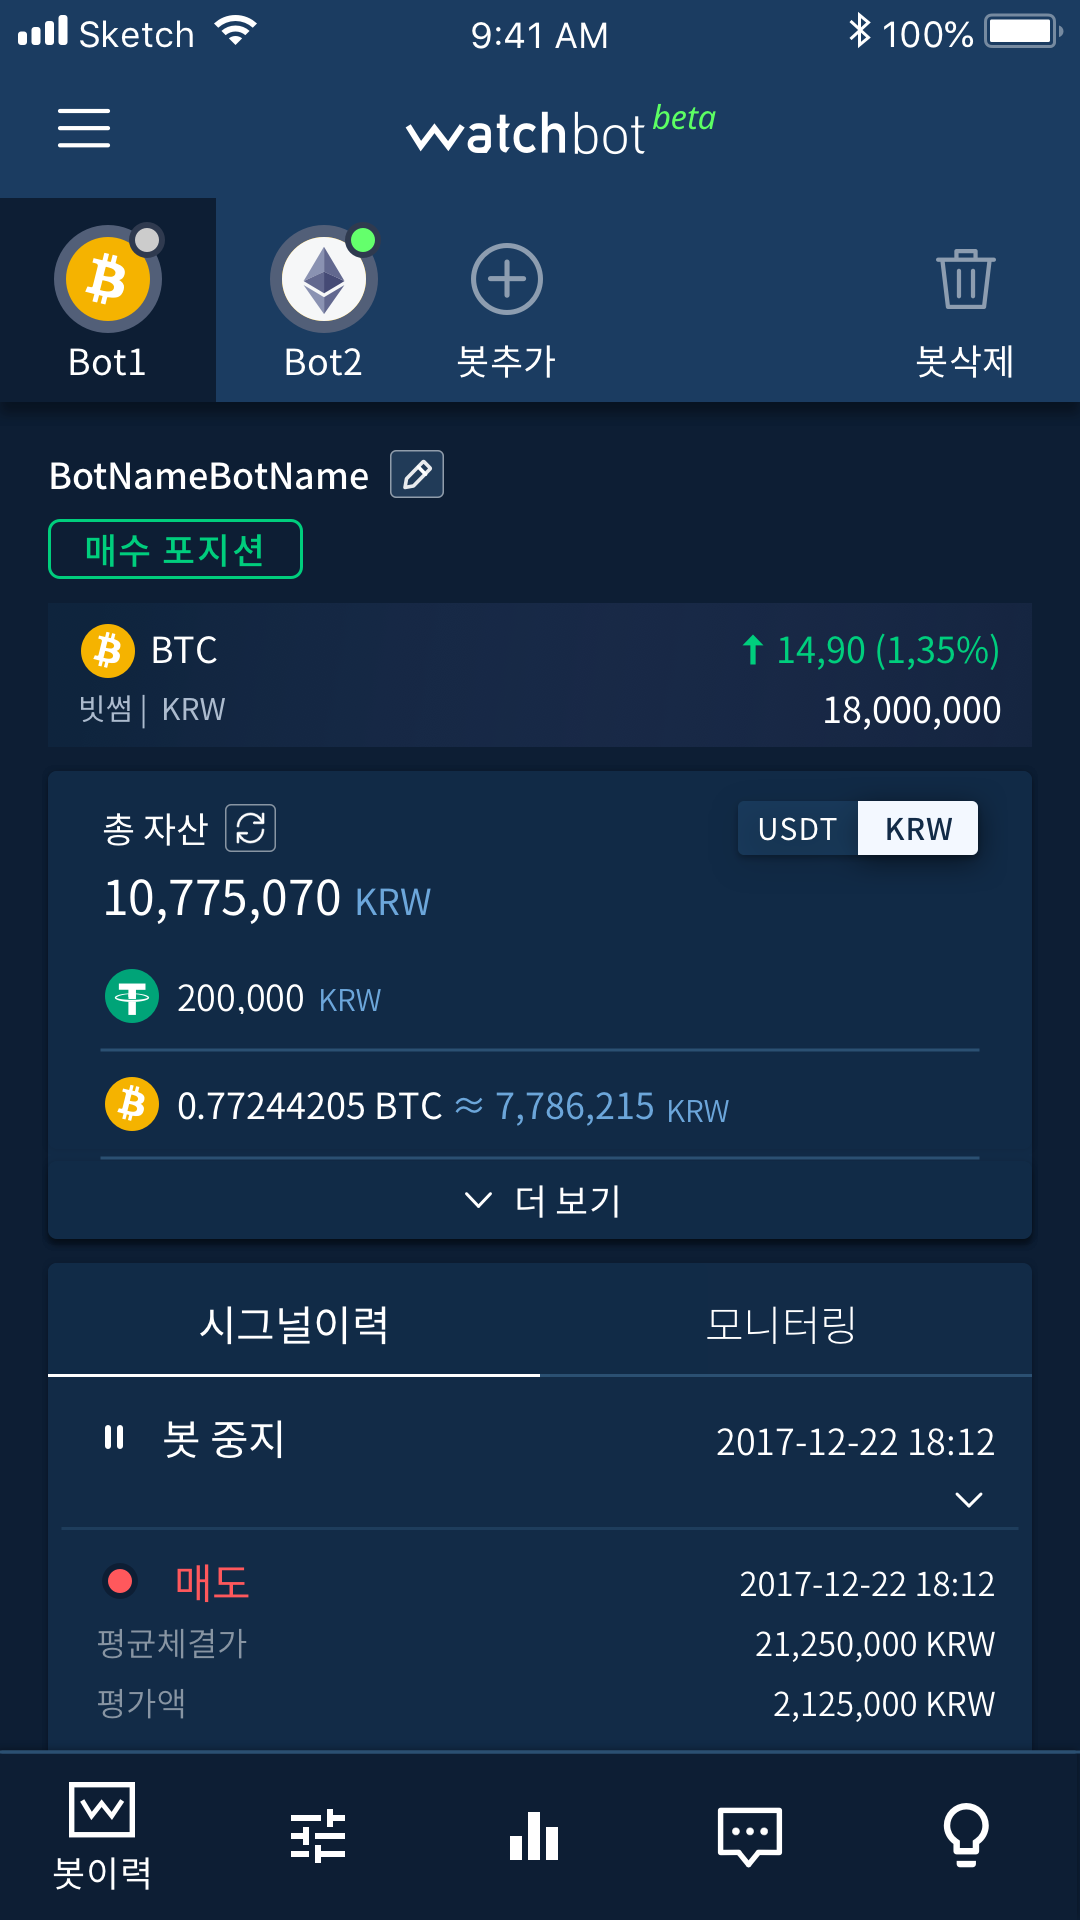 Sketch 9:41 AM 100%
watchbot beta
Bot1 Bot2 봇추가 봇삭제
BotNameBotName
매수 포지션
BTC 14,90 (1,35%)
빗썸 | KRW 18,000,000
총 자산 USDT KRW
10,775,070 KRW
200,000 KRW
0.77244205 BTC ≈ 7,786,215 KRW
더 보기
시그널이력 모니터링
봇 중지 2017-12-22 18:12
매도 2017-12-22 18:12
평균체결가 21,250,000 KRW
평가액 2,125,000 KRW
봇이력